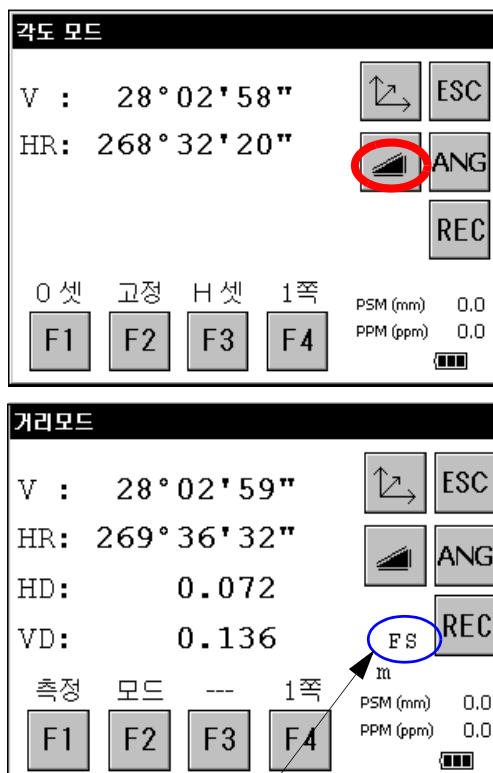 각도 모드
V : 28°02'58" ESC
HR: 268°32'20" ANG
REC
0 셋 고정 H 셋 1쪽
F1 F2 F3 F4
PSM (mm) 0.0
PPM (ppm) 0.0
거리모드
V : 28°02'59" ESC
HR: 269°36'32" ANG
HD: 0.072
VD: 0.136 FS REC
m
측정 모드 --- 1쪽
F1 F2 F3 F4
PSM (mm) 0.0
PPM (ppm) 0.0